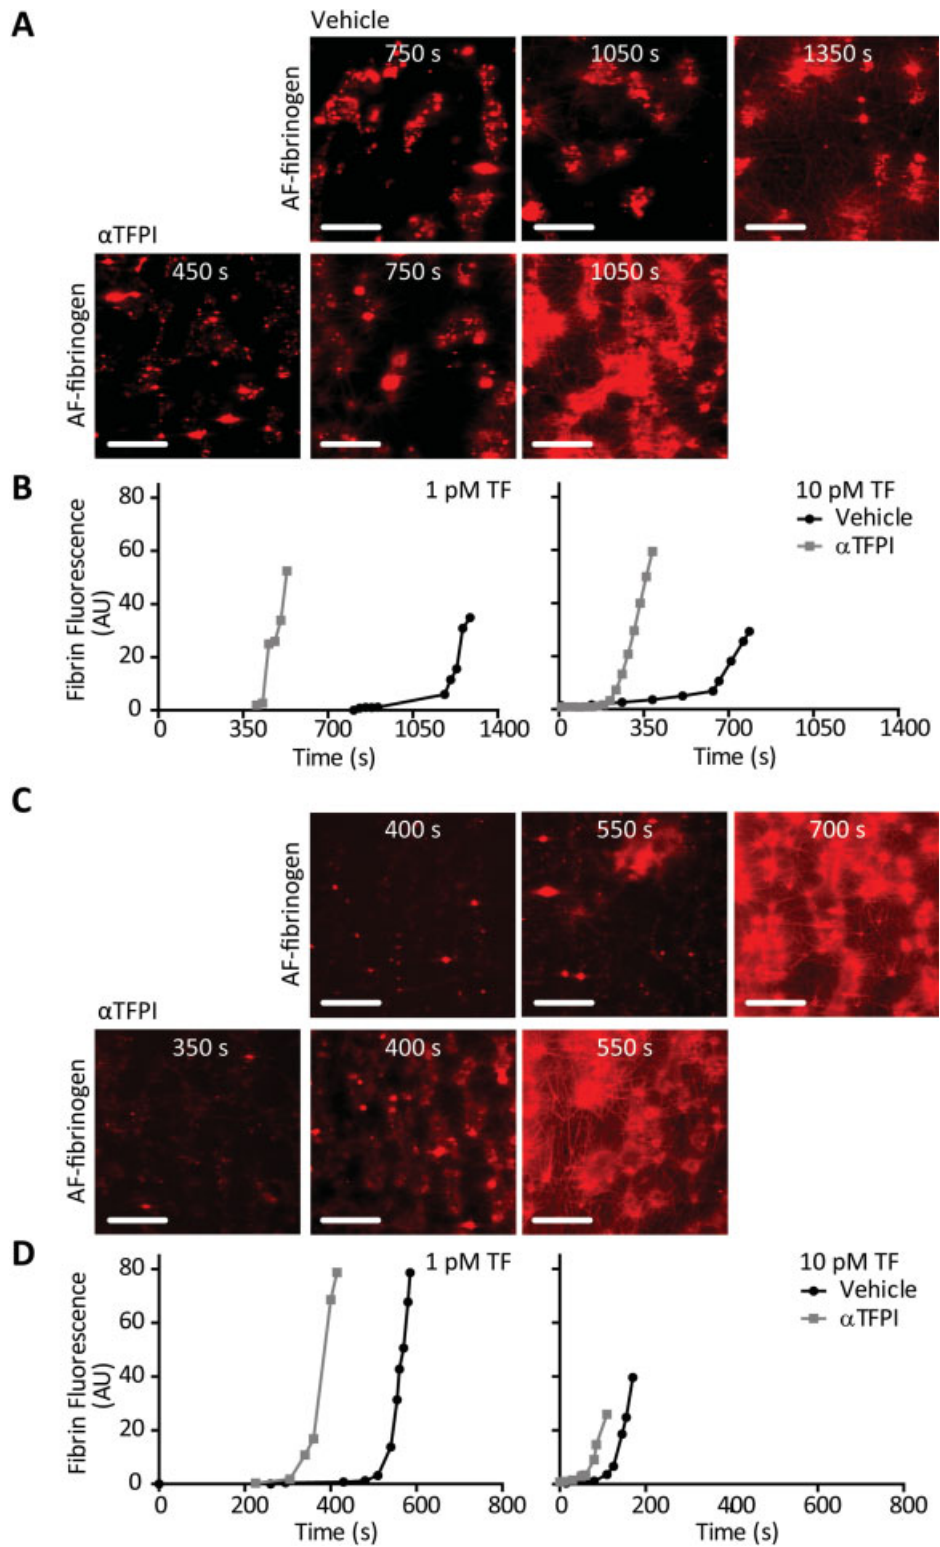 A
Vehicle
AF-fibrinogen
750 s
1050 s
1350 s
αTFPI
AF-fibrinogen
450 s
750 s
1050 s
B
Fibrin Fluorescence
(AU)
80
60
40
20
0
1 pM TF
0
350
700
1050
1400
Time (s)
10 pM TF
Vehicle
αTFPI
0
350
700
1050
1400
Time (s)
C
AF-fibrinogen
400 s
550 s
700 s
αTFPI
AF-fibrinogen
350 s
400 s
550 s
D
Fibrin Fluorescence
(AU)
80
60
40
20
0
1 pM TF
0
200
400
600
800
Time (s)
10 pM TF
Vehicle
αTFPI
0
200
400
600
800
Time (s)